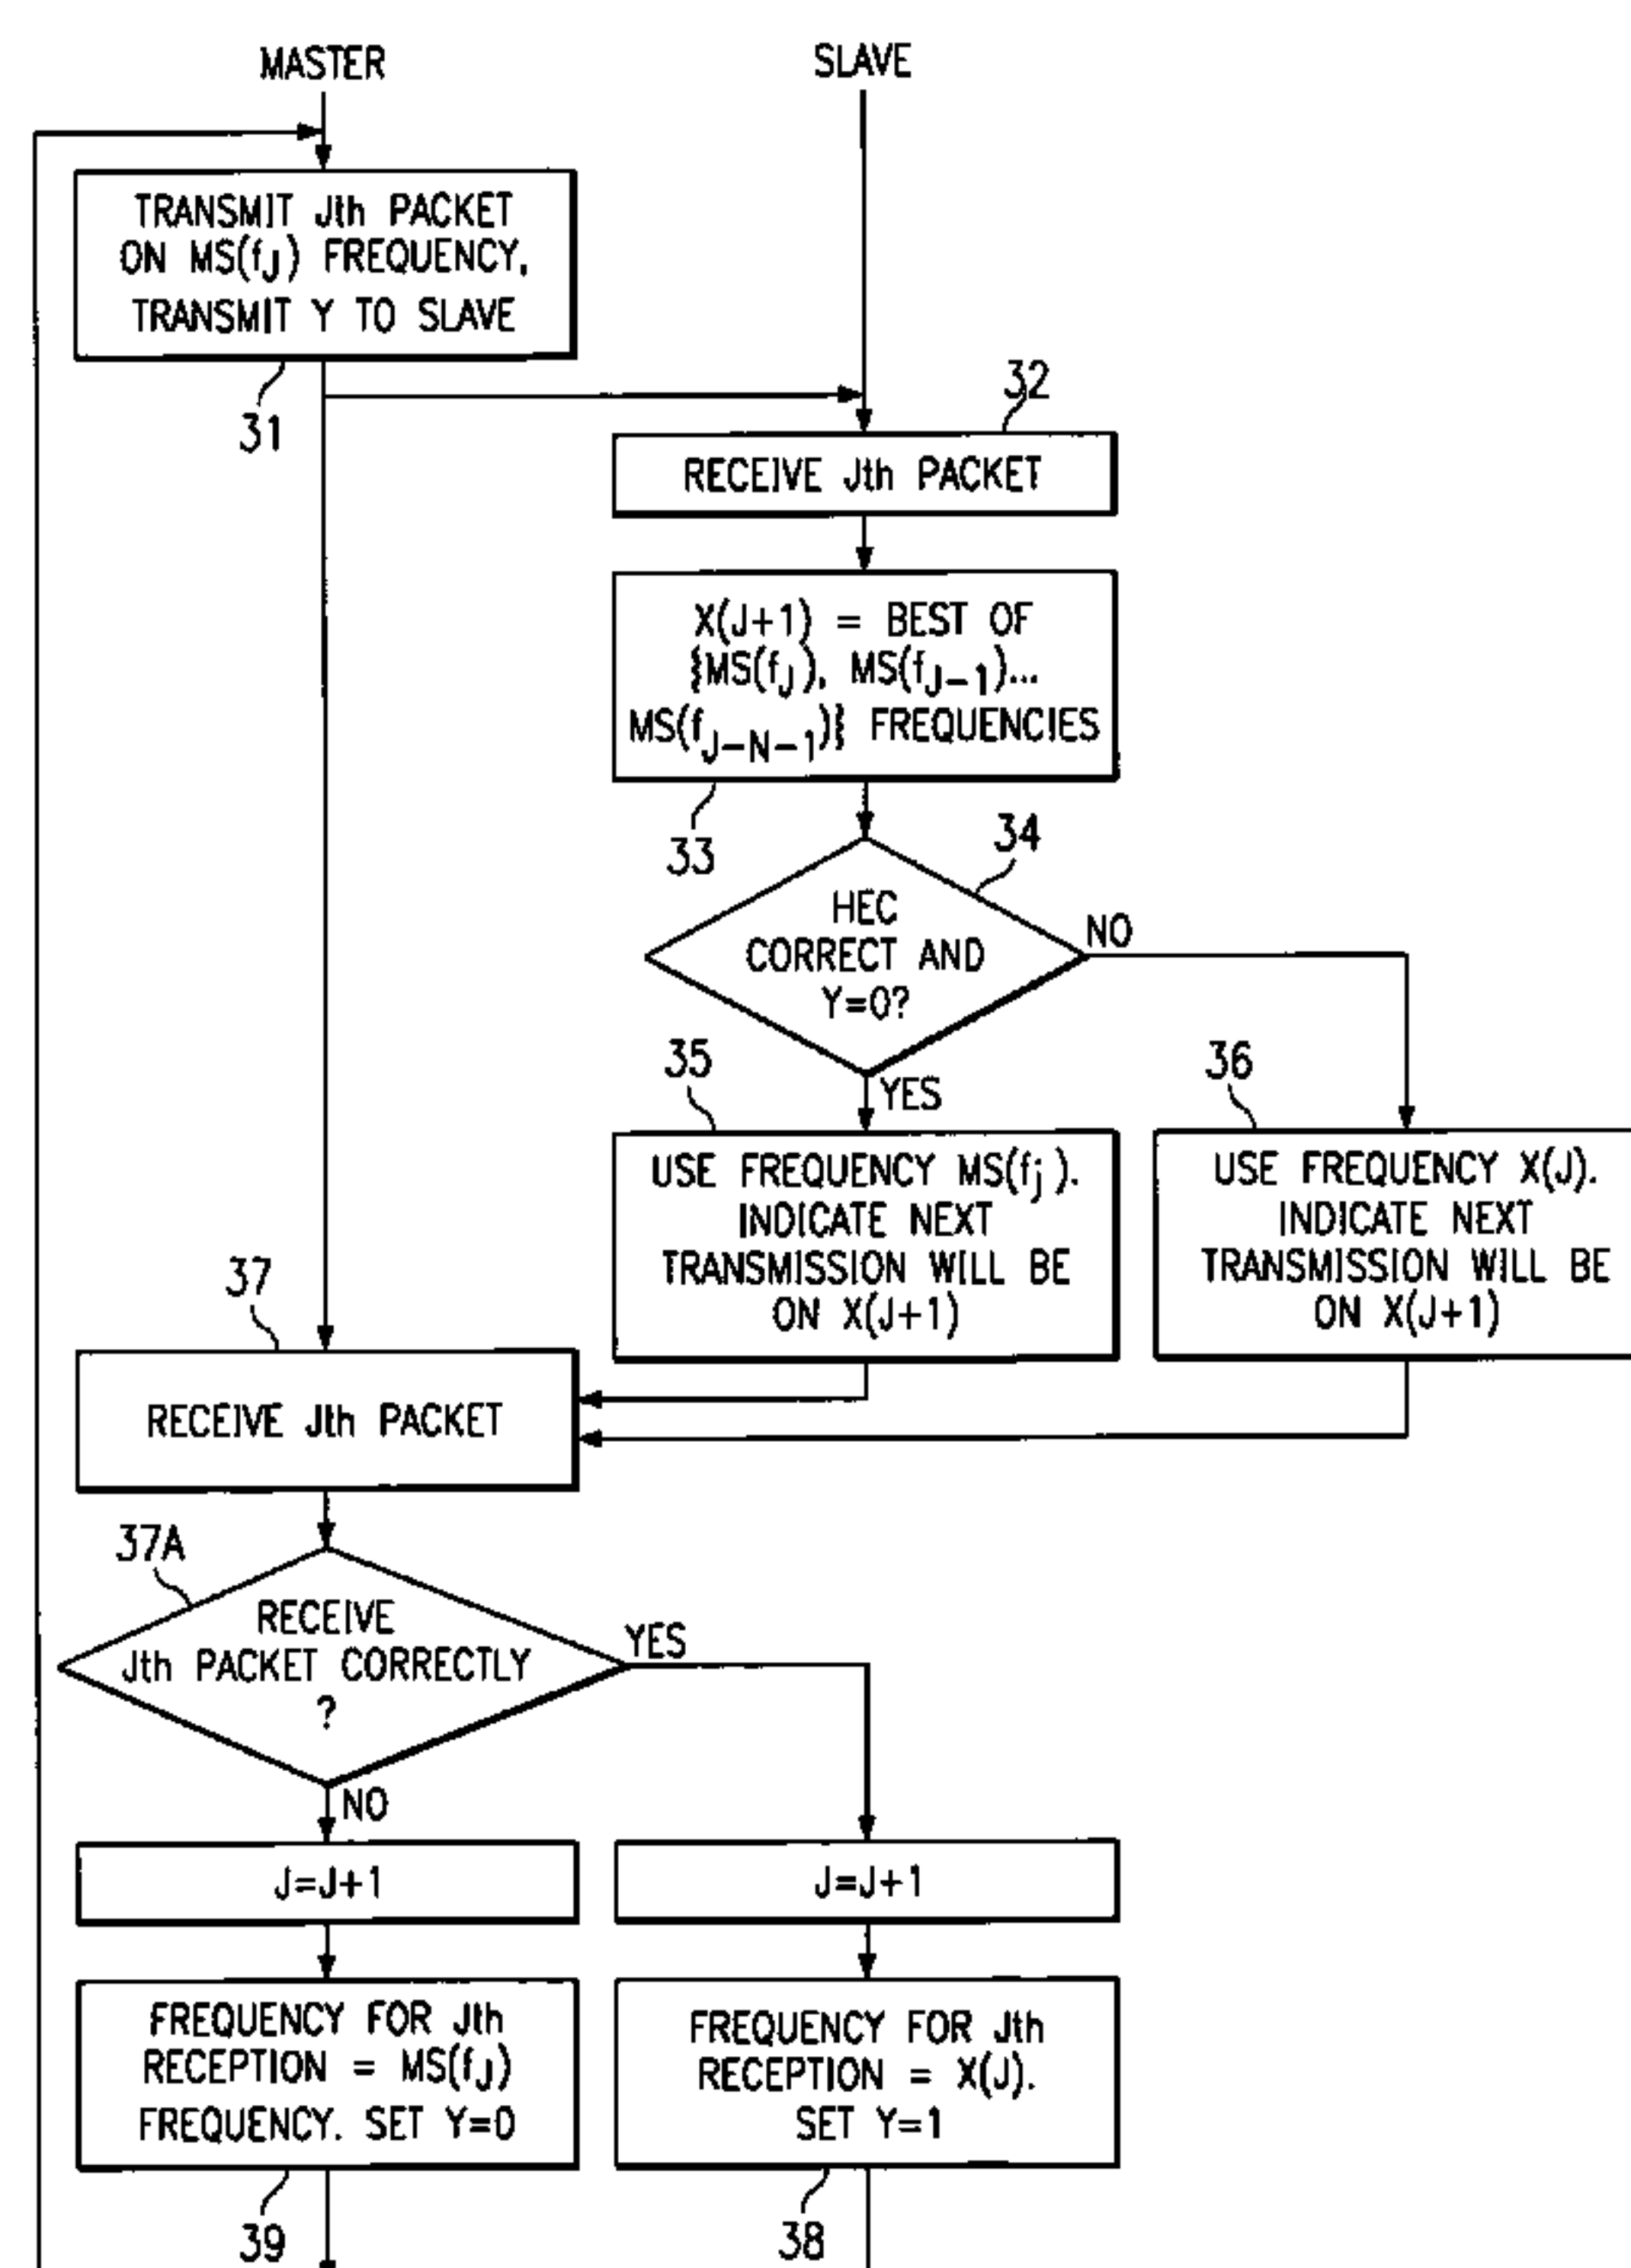 MASTER
SLAVE
TRANSMIT Jth PACKET
ON MS(fJ) FREQUENCY,
TRANSMIT Y TO SLAVE
31
32
RECEIVE Jth PACKET
X(J+1) = BEST OF
{MS(fJ), MS(fJ-1)...
MS(fJ-N-1)} FREQUENCIES
33
34
HEC
CORRECT AND
Y=0?
NO
YES
35
USE FREQUENCY MS(fj).
INDICATE NEXT
TRANSMISSION WILL BE
ON X(J+1)
36
USE FREQUENCY X(J).
INDICATE NEXT
TRANSMISSION WILL BE
ON X(J+1)
37
RECEIVE Jth PACKET
37A
RECEIVE
Jth PACKET CORRECTLY
?
YES
NO
J=J+1
J=J+1
FREQUENCY FOR Jth
RECEPTION = MS(fJ)
FREQUENCY. SET Y=0
39
FREQUENCY FOR Jth
RECEPTION = X(J).
SET Y=1
38